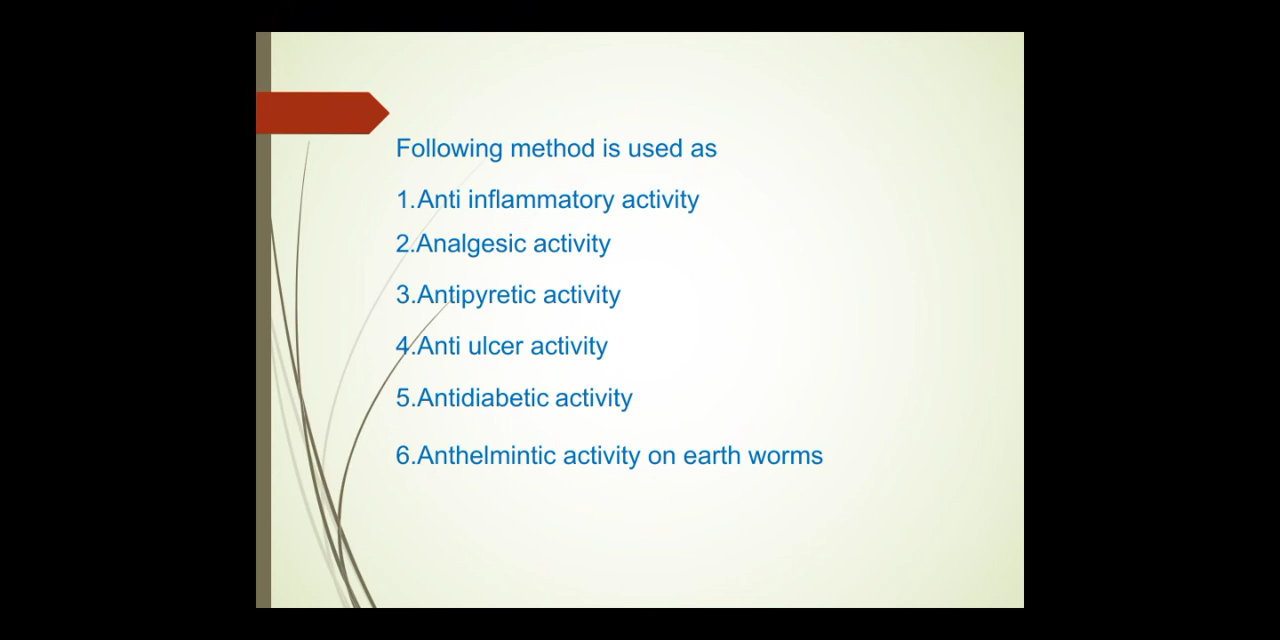 Following method is used as
1.Anti inflammatory activity
2.Analgesic activity
3.Antipyretic activity
4.Anti ulcer activity
5.Antidiabetic activity
6.Anthelmintic activity on earth worms